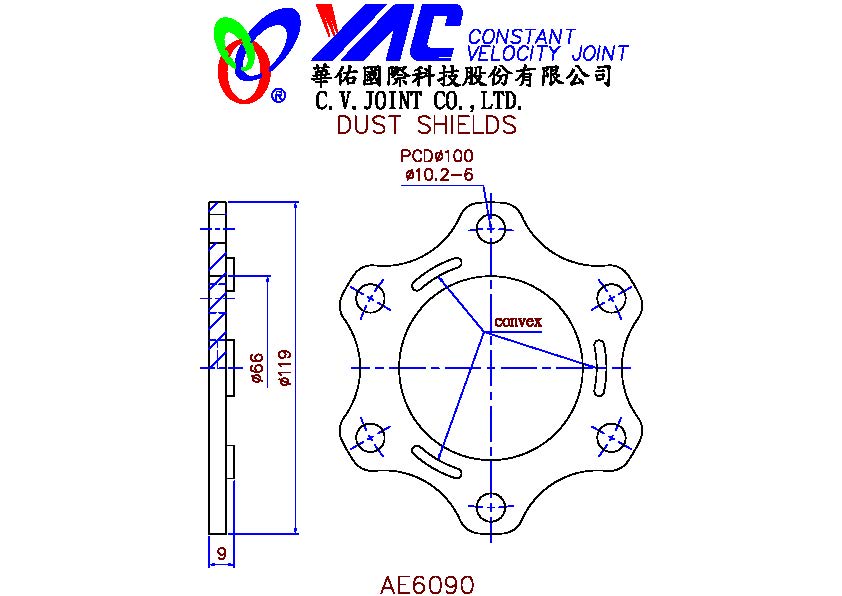 YAC CONSTANT
VELOCITY JOINT
®
華佑國際科技股份有限公司
C.V.JOINT CO.,LTD.
DUST SHIELDS
PCDø100
ø10.2-6
convex
ø66
ø119
9
AE6090